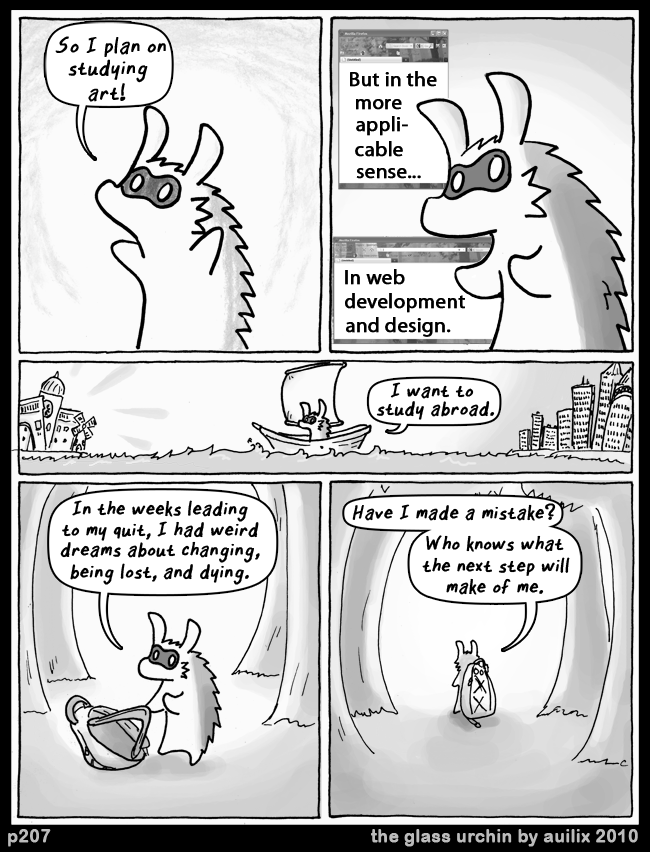 So I plan on
studying
art!
But in the
more
appli-
cable
sense...
In web
development
and design.
I want to
study abroad.
In the weeks leading
to my quit, I had weird
dreams about changing,
being lost, and dying.
Have I made a mistake?
Who knows what
the next step will
make of me.
p207
the glass urchin by auilix 2010